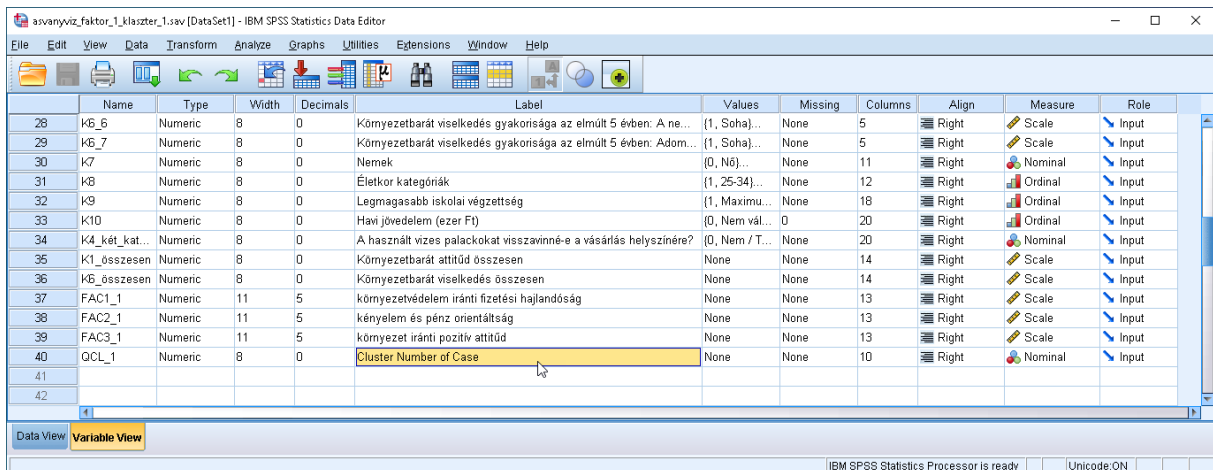 asvanyviz_faktor_1_klaszter_1.sav [DataSet1] - IBM SPSS Statistics Data Editor
File Edit View Data Transform Analyze Graphs Utilities Extensions Window Help
Name Type Width Decimals Label Values Missing Columns Align Measure Role
28 K6_6 Numeric 8 0 Környezetbarát viselkedés gyakorisága az elmúlt 5 évben: A ne... {1, Soha}... None 5 Right Scale Input
29 K6_7 Numeric 8 0 Környezetbarát viselkedés gyakorisága az elmúlt 5 évben: Adom... {1, Soha}... None 5 Right Scale Input
30 K7 Numeric 8 0 Nemek {0, Nő}... None 11 Right Nominal Input
31 K8 Numeric 8 0 Életkor kategóriák {1, 25-34}... None 12 Right Ordinal Input
32 K9 Numeric 8 0 Legmagasabb iskolai végzettség {1, Maximu... None 18 Right Ordinal Input
33 K10 Numeric 8 0 Havi jövedelem (ezer Ft) {0, Nem vál... 0 20 Right Ordinal Input
34 K4_két_kat... Numeric 8 0 A használt vizes palackokat visszavinné-e a vásárlás helyszínére? {0, Nem / T... None 20 Right Nominal Input
35 K1_összesen Numeric 8 0 Környezetbarát attitűd összesen None None 14 Right Scale Input
36 K6_összesen Numeric 8 0 Környezetbarát viselkedés összesen None None 14 Right Scale Input
37 FAC1_1 Numeric 11 5 környezetvédelem iránti fizetési hajlandóság None None 13 Right Scale Input
38 FAC2_1 Numeric 11 5 kényelem és pénz orientáltság None None 13 Right Scale Input
39 FAC3_1 Numeric 11 5 környezet iránti pozitív attitűd None None 13 Right Scale Input
40 QCL_1 Numeric 8 0 Cluster Number of Case None None 10 Right Nominal Input
41
42
Data View Variable View
IBM SPSS Statistics Processor is ready Unicode:ON